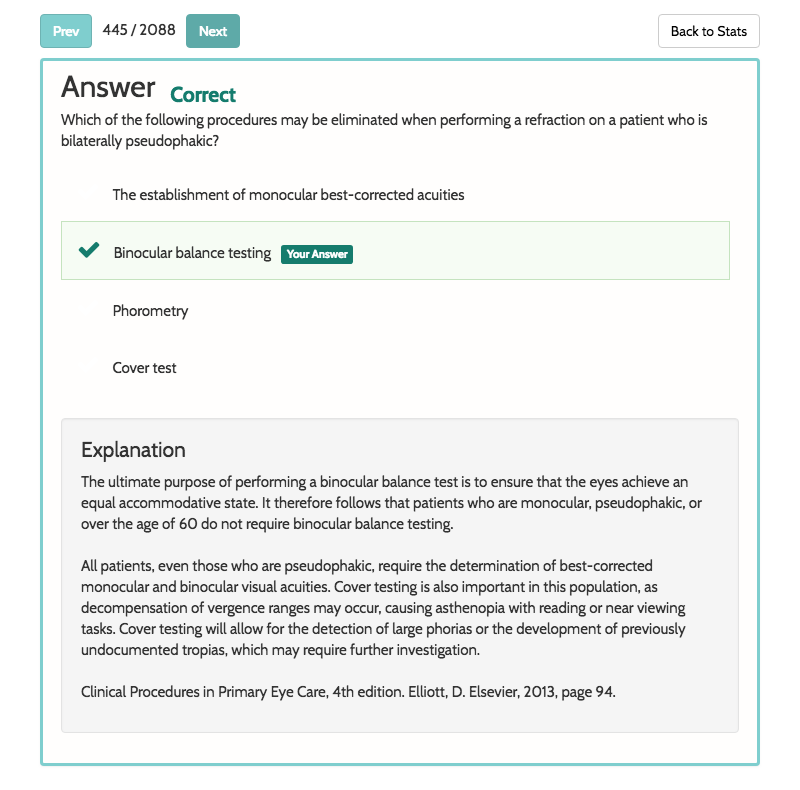 Prev 445 / 2088 Next Back to Stats
Answer Correct
Which of the following procedures may be eliminated when performing a refraction on a patient who is
bilaterally pseudophakic?
The establishment of monocular best-corrected acuities
Binocular balance testing Your Answer
Phorometry
Cover test
Explanation
The ultimate purpose of performing a binocular balance test is to ensure that the eyes achieve an
equal accommodative state. It therefore follows that patients who are monocular, pseudophakic, or
over the age of 60 do not require binocular balance testing.
All patients, even those who are pseudophakic, require the determination of best-corrected
monocular and binocular visual acuities. Cover testing is also important in this population, as
decompensation of vergence ranges may occur, causing asthenopia with reading or near viewing
tasks. Cover testing will allow for the detection of large phorias or the development of previously
undocumented tropias, which may require further investigation.
Clinical Procedures in Primary Eye Care, 4th edition. Elliott, D. Elsevier, 2013, page 94.